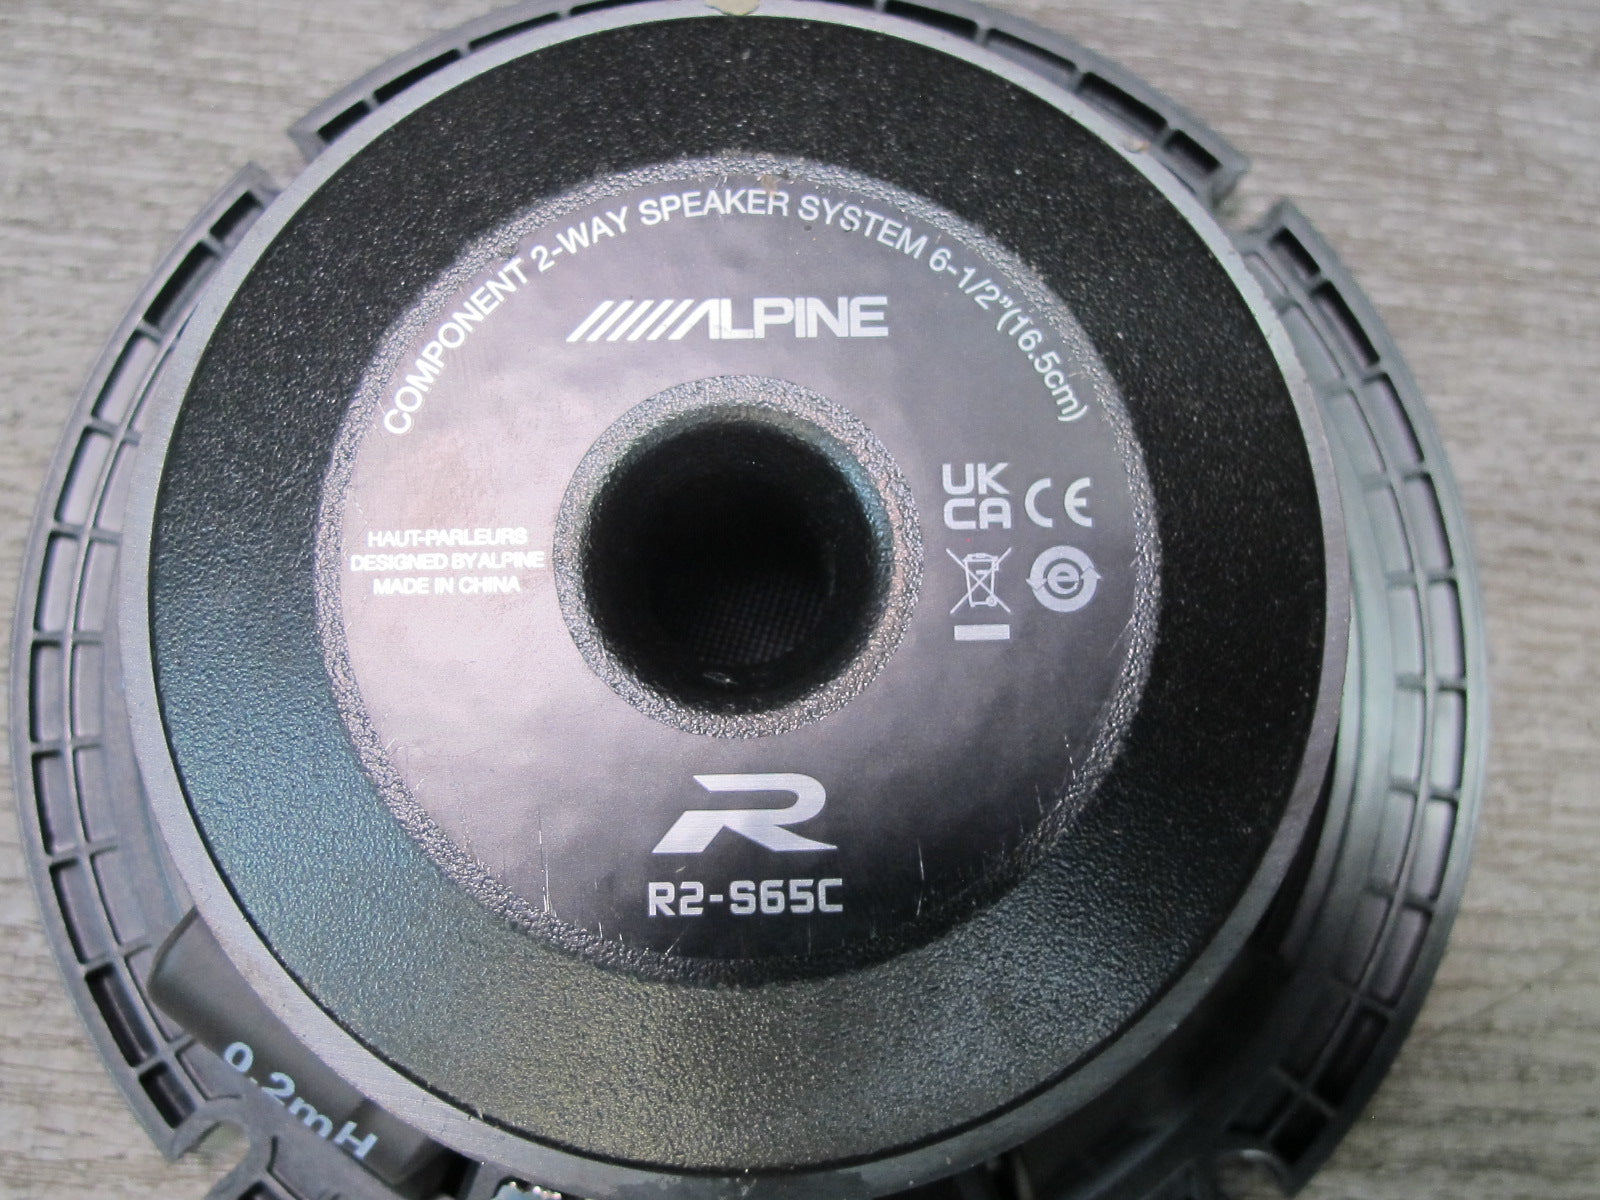 COMPONENT 2-WAY SPEAKER SYSTEM 6-1/2"(16.5cm)
ALPINE
HAUT-PARLEURS
DESIGNED BY ALPINE
MADE IN CHINA
UK
CA CE
e
R
R2-S65C
0.2mH